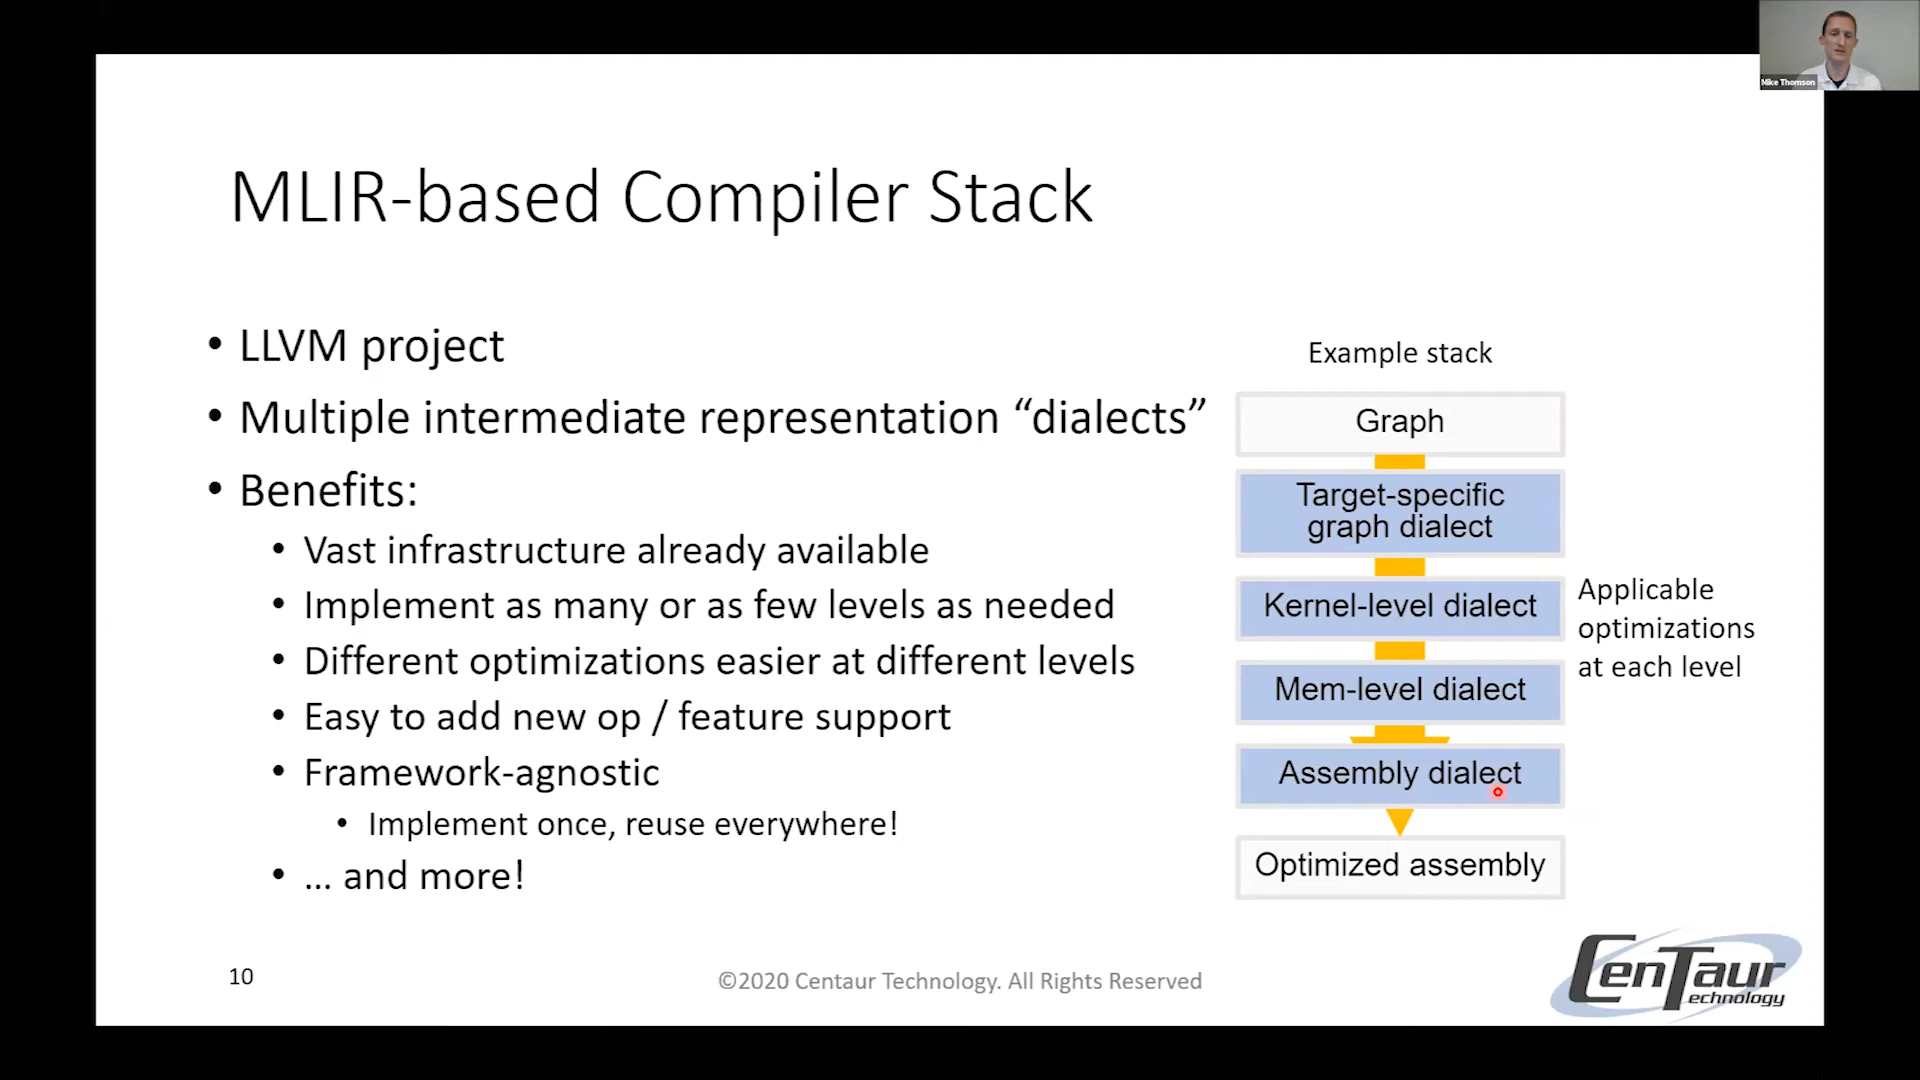 Mike Thomson
MLIR-based Compiler Stack
• LLVM project
• Multiple intermediate representation “dialects”
• Benefits:
• Vast infrastructure already available
• Implement as many or as few levels as needed
• Different optimizations easier at different levels
• Easy to add new op / feature support
• Framework-agnostic
• Implement once, reuse everywhere!
• ... and more!
Example stack
Graph
Target-specific
graph dialect
Kernel-level dialect
Mem-level dialect
Assembly dialect
Optimized assembly
Applicable
optimizations
at each level
10
©2020 Centaur Technology. All Rights Reserved
CenTaur
Technology